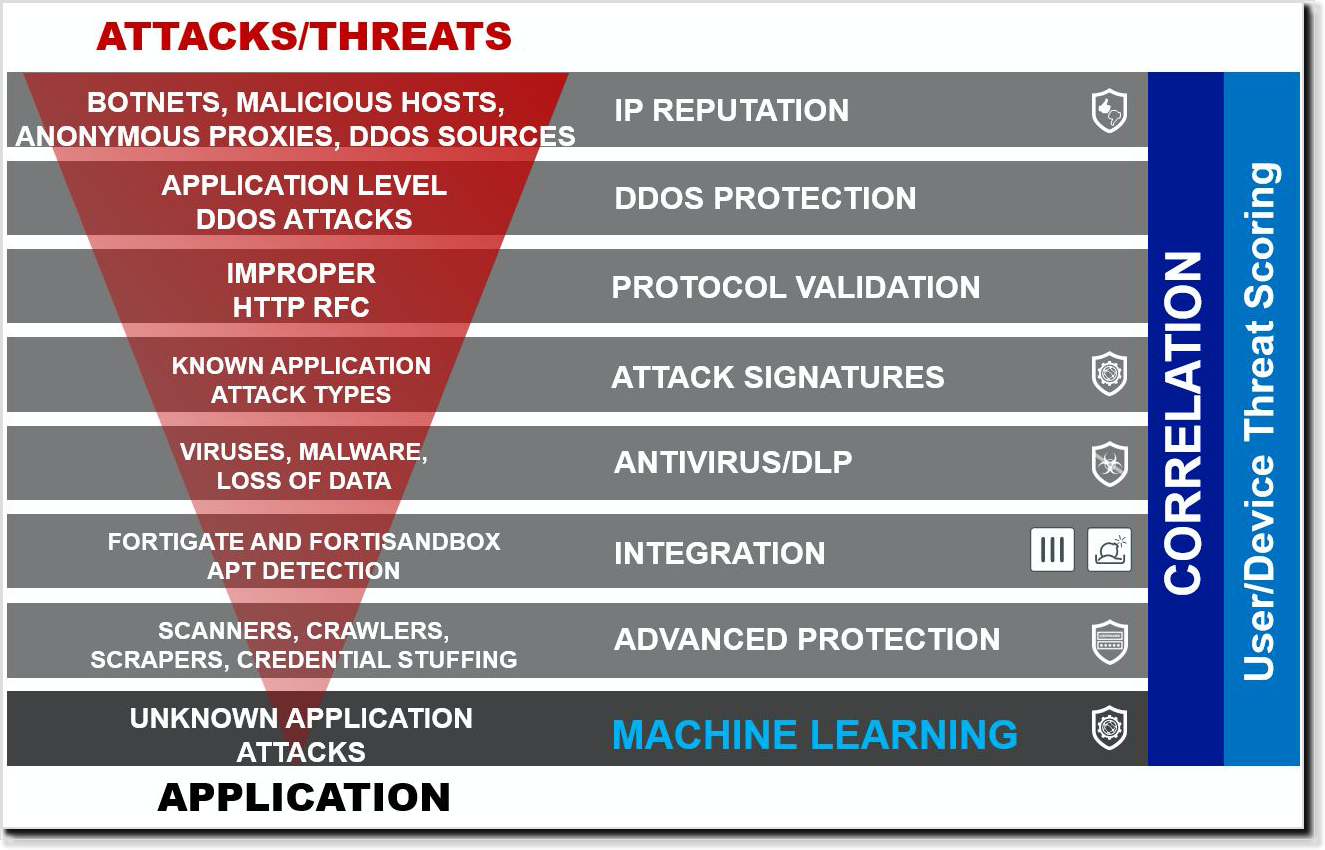 ATTACKS/THREATS
BOTNETS, MALICIOUS HOSTS,
ANONYMOUS PROXIES, DDOS SOURCES
IP REPUTATION
APPLICATION LEVEL
DDOS ATTACKS
DDOS PROTECTION
IMPROPER
HTTP RFC
PROTOCOL VALIDATION
KNOWN APPLICATION
ATTACK TYPES
ATTACK SIGNATURES
VIRUSES, MALWARE,
LOSS OF DATA
ANTIVIRUS/DLP
FORTIGATE AND FORTISANDBOX
APT DETECTION
INTEGRATION
SCANNERS, CRAWLERS,
SCRAPERS, CREDENTIAL STUFFING
ADVANCED PROTECTION
UNKNOWN APPLICATION
ATTACKS
MACHINE LEARNING
CORRELATION
User/Device Threat Scoring
APPLICATION